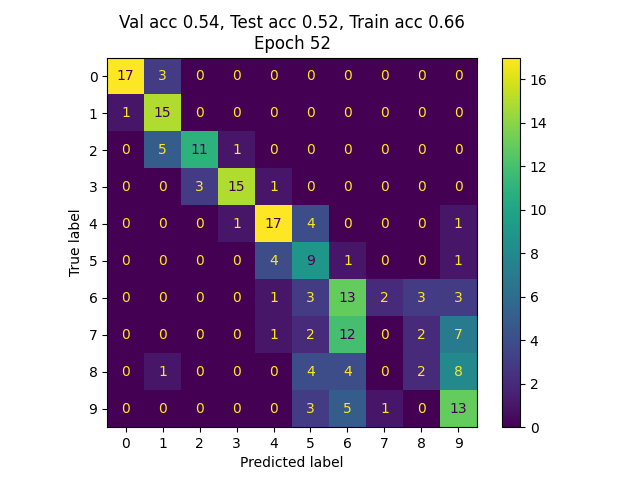 Val acc 0.54, Test acc 0.52, Train acc 0.66
Epoch 52
0 17 3 0 0 0 0 0 0 0 0
1 1 15 0 0 0 0 0 0 0 0
2 0 5 11 1 0 0 0 0 0 0
3 0 0 3 15 1 0 0 0 0 0
4 0 0 0 1 17 4 0 0 0 1
5 0 0 0 0 4 9 1 0 0 1
6 0 0 0 0 1 3 13 2 3 3
7 0 0 0 0 1 2 12 0 2 7
8 0 1 0 0 0 4 4 0 2 8
9 0 0 0 0 0 3 5 1 0 13
0 1 2 3 4 5 6 7 8 9
Predicted label
True label
16
14
12
10
8
6
4
2
0